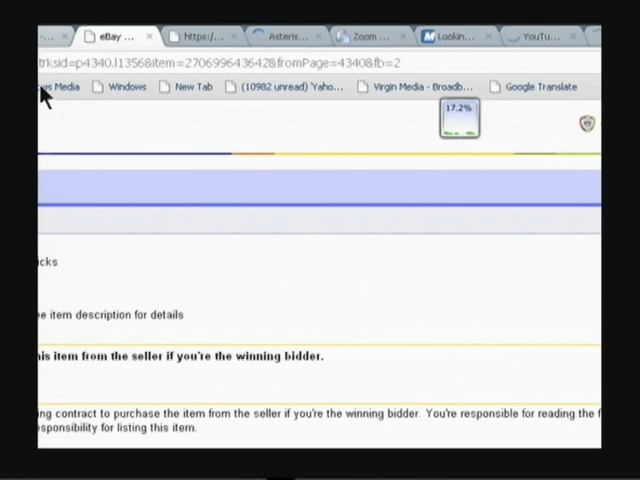 eBay ... × https:/... × Asteris... × Zoom ... × Lookin... × YouTu... ×
trksid=p4340.l1356&item=270699643642&fromPage=4340&fb=2
ws Media Windows New Tab (10982 unread) 'Yaho... Virgin Media - Broadb... Google Translate
17.2%
icks
e item description for details
his item from the seller if you're the winning bidder.
ing contract to purchase the item from the seller if you're the winning bidder. You're responsible for reading the f
esponsibility for listing this item.